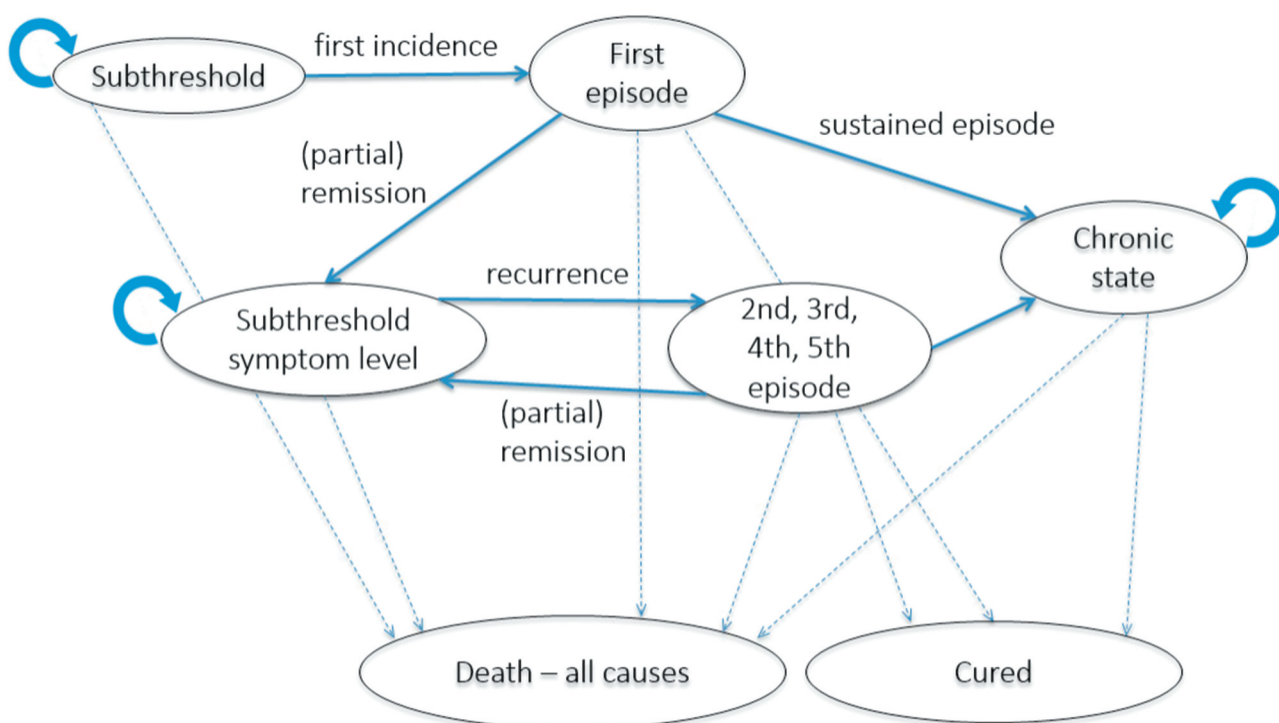 first incidence
Subthreshold
First
episode
sustained episode
(partial)
remission
Chronic
state
recurrence
Subthreshold
symptom level
2nd, 3rd,
4th, 5th
episode
(partial)
remission
Death – all causes
Cured